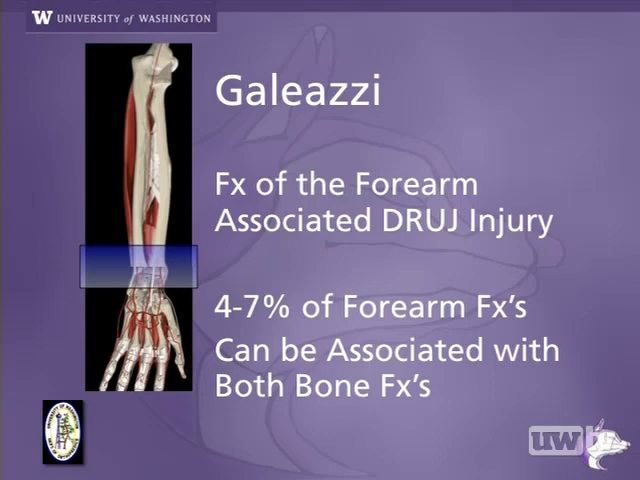 W UNIVERSITY of WASHINGTON
Galeazzi
Fx of the Forearm
Associated DRUJ Injury
4-7% of Forearm Fx's
Can be Associated with
Both Bone Fx's
uw